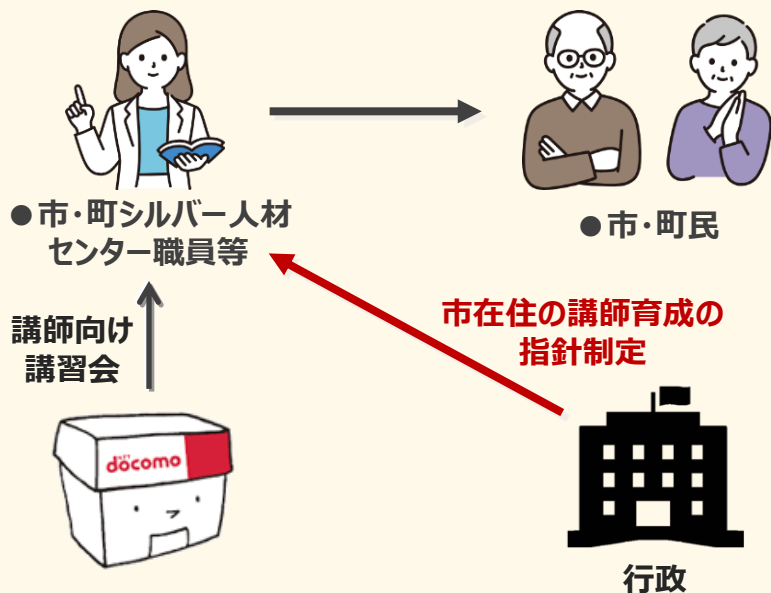 ●市・町シルバー人材
センター職員等
●市・町民
講師向け
講習会
市在住の講師育成の
指針制定
döcomo
行政